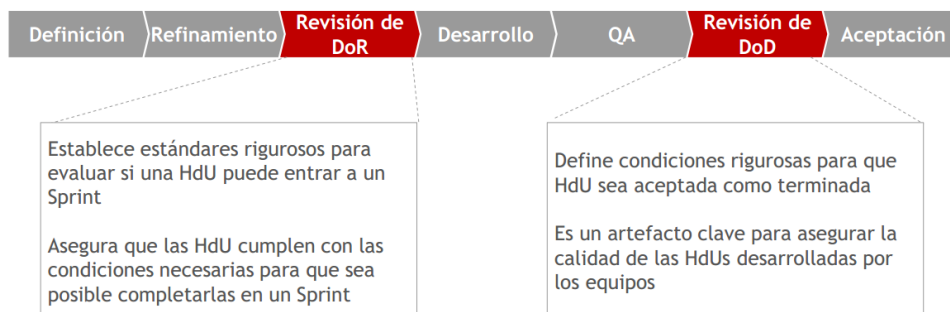 Definición
Refinamiento
Revisión de
DoR
Desarrollo
QA
Revisión de
DoD
Aceptación
Establece estándares rigurosos para
evaluar si una HdU puede entrar a un
Sprint
Asegura que las HdU cumplen con las
condiciones necesarias para que sea
posible completarlas en un Sprint
Define condiciones rigurosas para que
HdU sea aceptada como terminada
Es un artefacto clave para asegurar la
calidad de las HdUs desarrolladas por
los equipos